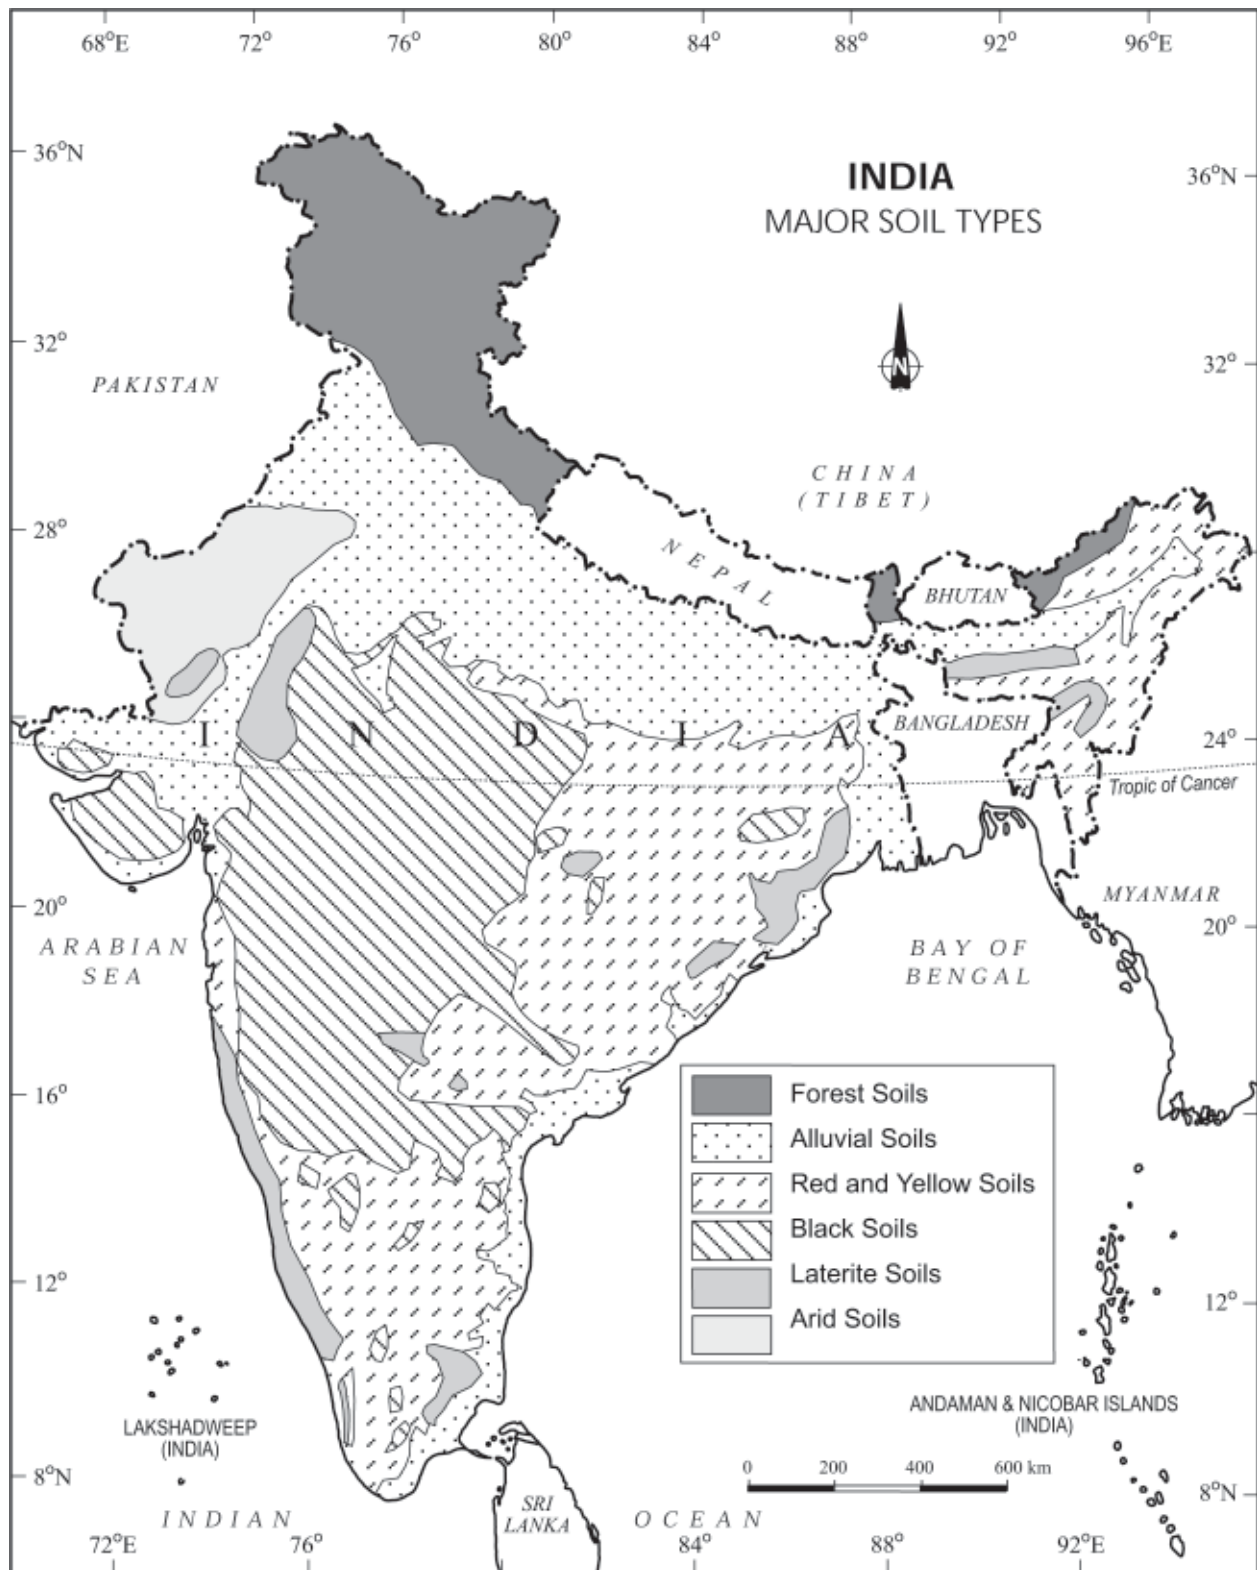 68°E 72° 76° 80° 84° 88° 92° 96°E
36°N
INDIA
MAJOR SOIL TYPES
36°N
N
32°
32°
PAKISTAN
CHINA
(TIBET)
28°
NEPAL
BHUTAN
INDIA
BANGLADESH
24°
Tropic of Cancer
20°
MYANMAR
20°
ARABIAN
SEA
BAY OF
BENGAL
16°
Forest Soils
Alluvial Soils
Red and Yellow Soils
Black Soils
Laterite Soils
Arid Soils
12°
12°
LAKSHADWEEP
(INDIA)
ANDAMAN & NICOBAR ISLANDS
(INDIA)
0 200 400 600 km
8°N
8°N
SRI
LANKA
INDIAN OCEAN
72°E 76° 84° 88° 92°E